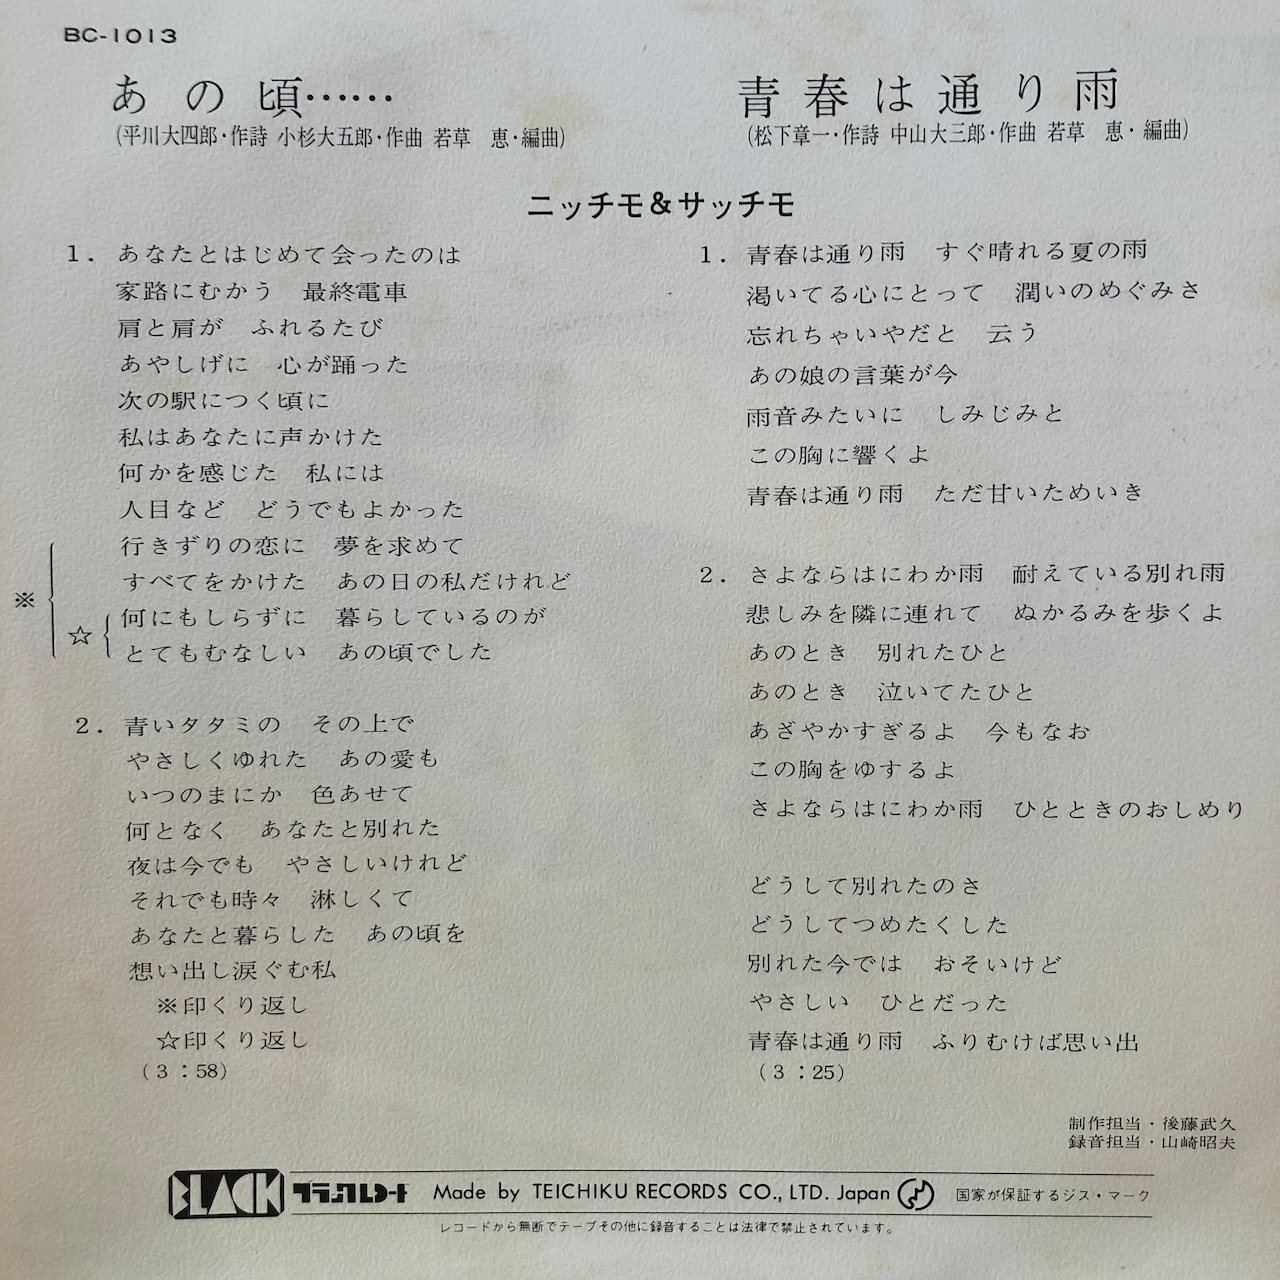 BC-1013
あの頃……
(平川大四郎・作詩 小杉大五郎・作曲 若草 恵・編曲)
青春は通り雨
(松下章一・作詩 中山大三郎・作曲 若草 恵・編曲)
ニッチモ&サッチモ
1. あなたとはじめて会ったのは
家路にむかう 最終電車
肩と肩が ふれるたび
あやしげに 心が踊った
次の駅につく頃に
私はあなたに声かけた
何かを感じた 私には
人目など どうでもよかった
行きずりの恋に 夢を求めて
すべてをかけた あの日の私だけれど
※
何にもしらずに 暮らしているのが
☆
とてもむなしい あの頃でした
2. 青いタタミの その上で
やさしくゆれた あの愛も
いつのまにか 色あせて
何となく あなたと別れた
夜は今でも やさしいけれど
それでも時々 淋しくて
あなたと暮らした あの頃を
想い出し涙ぐむ私
※印くり返し
☆印くり返し
(3:58)
1. 青春は通り雨 すぐ晴れる夏の雨
渇いてる心にとって 潤いのめぐみさ
忘れちゃいやだと 云う
あの娘の言葉が今
雨音みたいに しみじみと
この胸に響くよ
青春は通り雨 ただ甘いためいき
2. さよならはにわか雨 耐えている別れ雨
悲しみを隣に連れて ぬかるみを歩くよ
あのとき 別れたひと
あのとき 泣いてたひと
あざやかすぎるよ 今もなお
この胸をゆするよ
さよならはにわか雨 ひとときのおしめり
どうして別れたのさ
どうしてつめたくした
別れた今では おそいけど
やさしい ひとだった
青春は通り雨 ふりむけば思い出
(3:25)
制作担当・後藤武久
録音担当・山崎昭夫
BLACK ブラックレコード Made by TEICHIKU RECORDS CO., LTD. Japan 国家が保証するジス・マーク
レコードから無断でテープその他に録音することは法律で禁止されています。